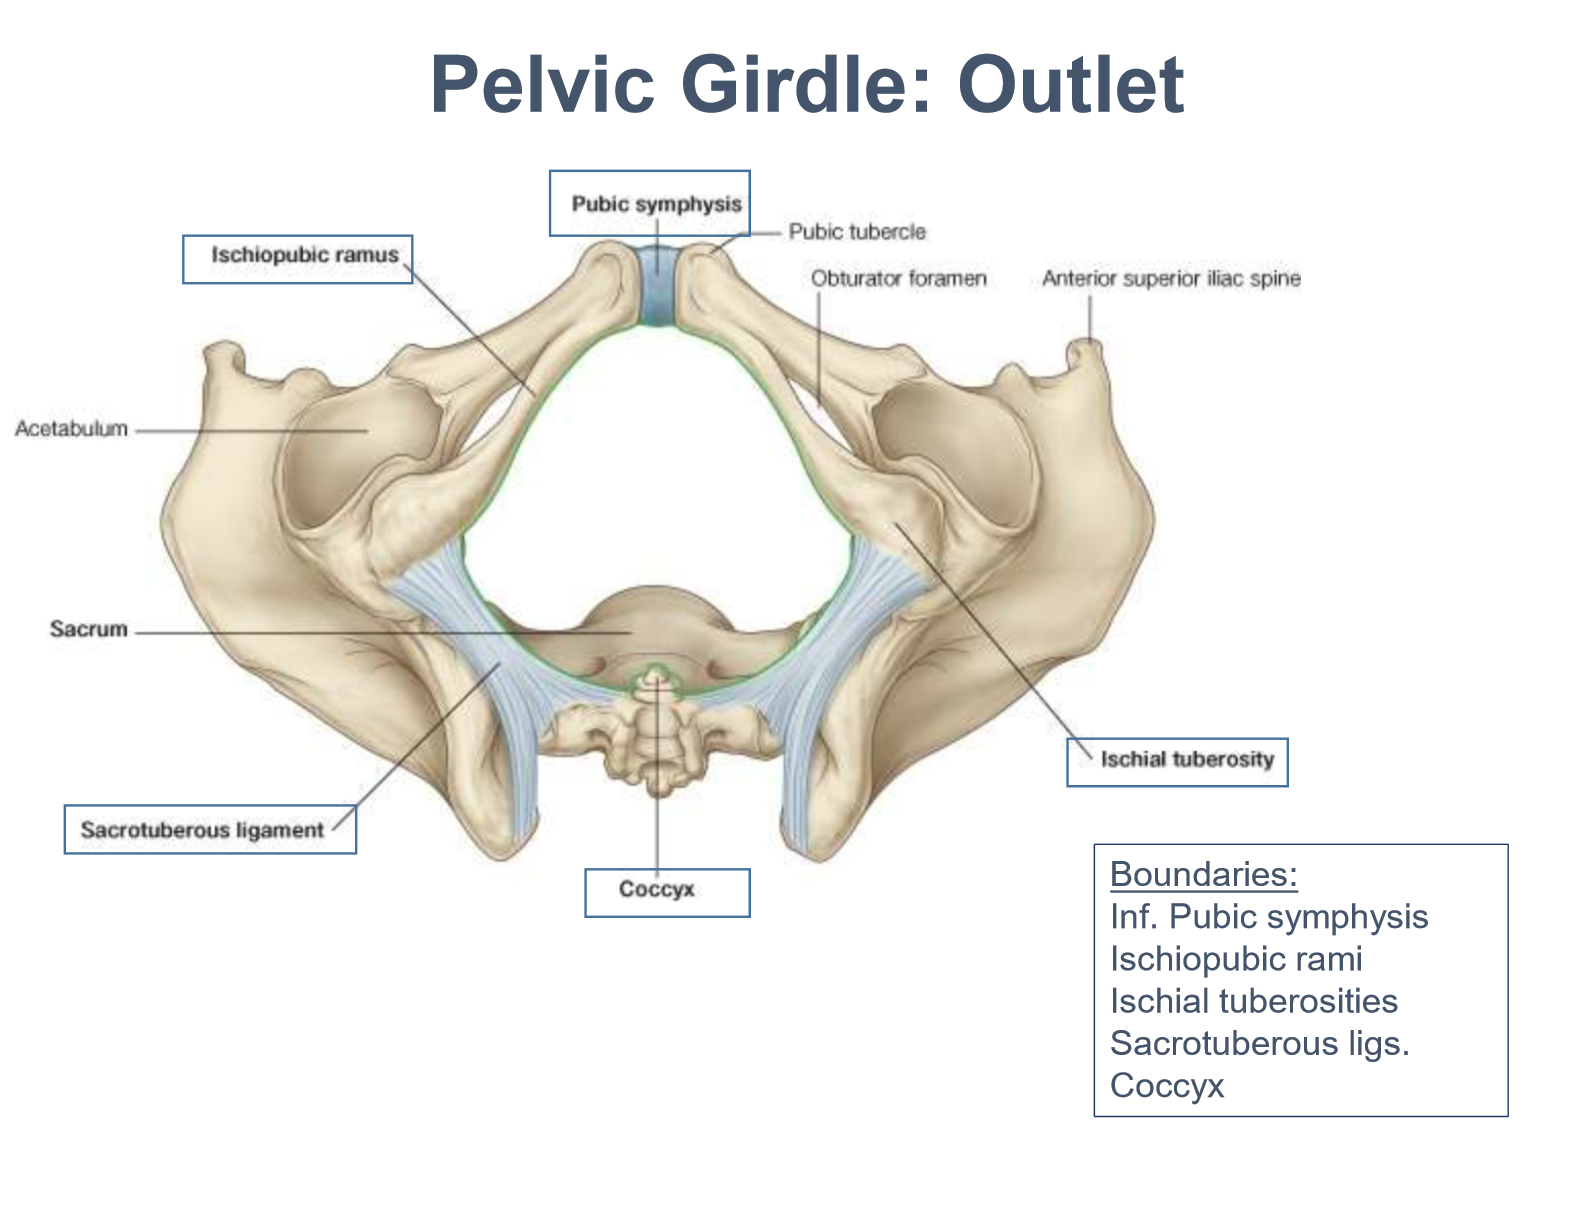 Pelvic Girdle: Outlet
Pubic symphysis
Pubic tubercle
Ischiopubic ramus
Obturator foramen
Anterior superior iliac spine
Acetabulum
Sacrum
Ischial tuberosity
Sacrotuberous ligament
Coccyx
Boundaries:
Inf. Pubic symphysis
Ischiopubic rami
Ischial tuberosities
Sacrotuberous ligs.
Coccyx